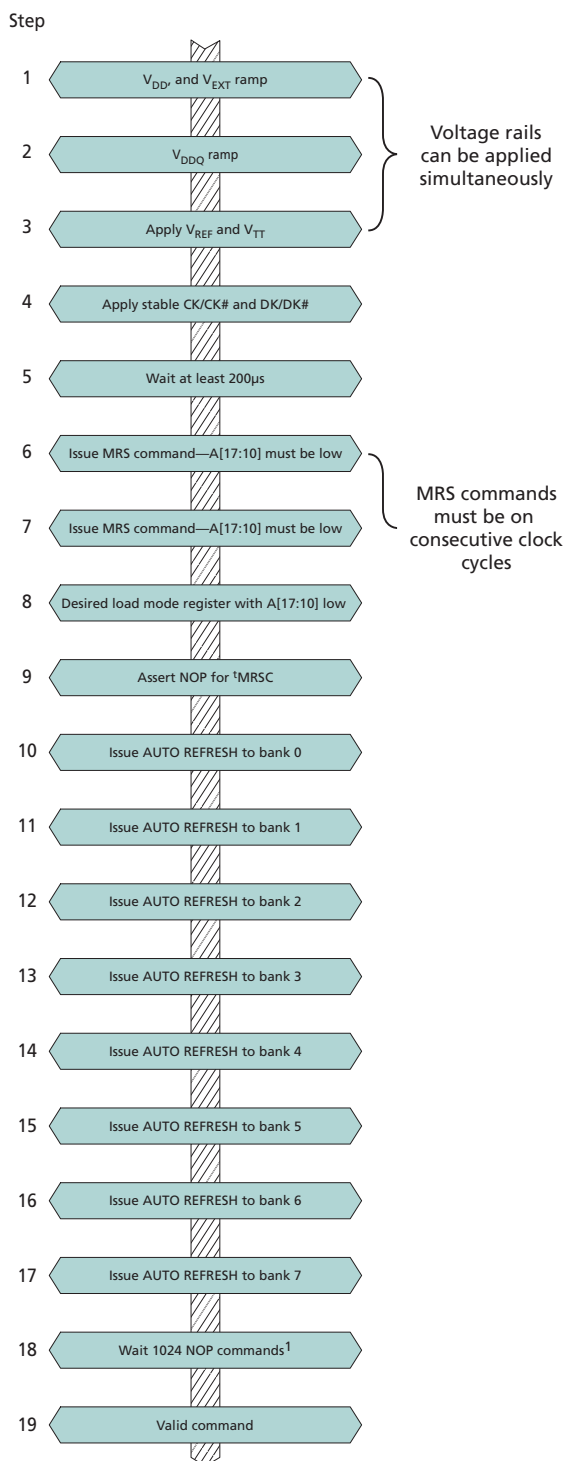 Step
1 V_DD, and V_EXT ramp
2 V_DDQ ramp
3 Apply V_REF and V_TT
Voltage rails
can be applied
simultaneously
4 Apply stable CK/CK# and DK/DK#
5 Wait at least 200µs
6 Issue MRS command—A[17:10] must be low
7 Issue MRS command—A[17:10] must be low
MRS commands
must be on
consecutive clock
cycles
8 Desired load mode register with A[17:10] low
9 Assert NOP for ᵗMRSC
10 Issue AUTO REFRESH to bank 0
11 Issue AUTO REFRESH to bank 1
12 Issue AUTO REFRESH to bank 2
13 Issue AUTO REFRESH to bank 3
14 Issue AUTO REFRESH to bank 4
15 Issue AUTO REFRESH to bank 5
16 Issue AUTO REFRESH to bank 6
17 Issue AUTO REFRESH to bank 7
18 Wait 1024 NOP commands¹
19 Valid command